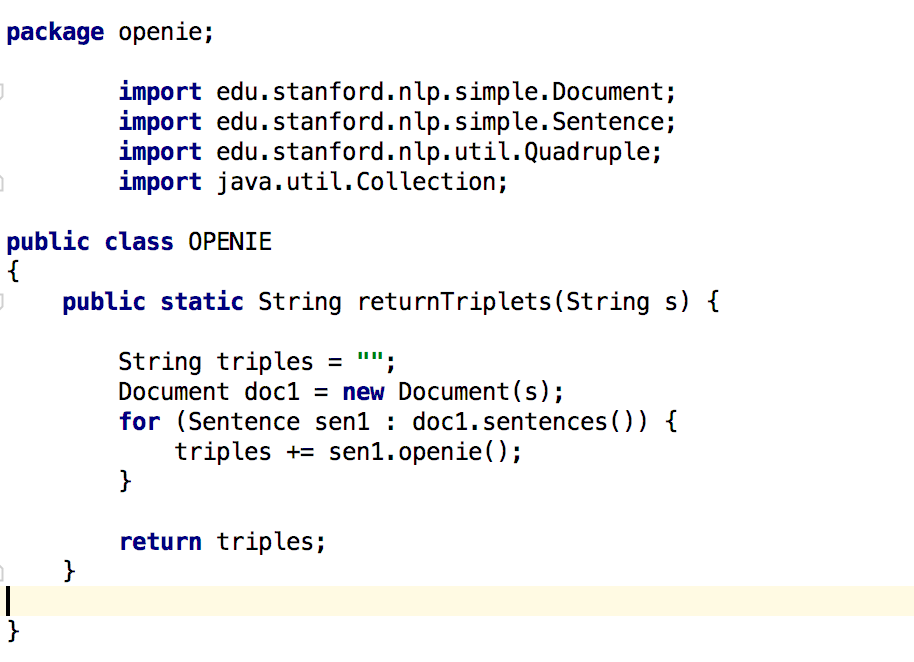 package openie;
import edu.stanford.nlp.simple.Document;
import edu.stanford.nlp.simple.Sentence;
import edu.stanford.nlp.util.Quadruple;
import java.util.Collection;
public class OPENIE
{
public static String returnTriplets(String s) {
String triples = "";
Document doc1 = new Document(s);
for (Sentence sen1 : doc1.sentences()) {
triples += sen1.openie();
}
return triples;
}
}